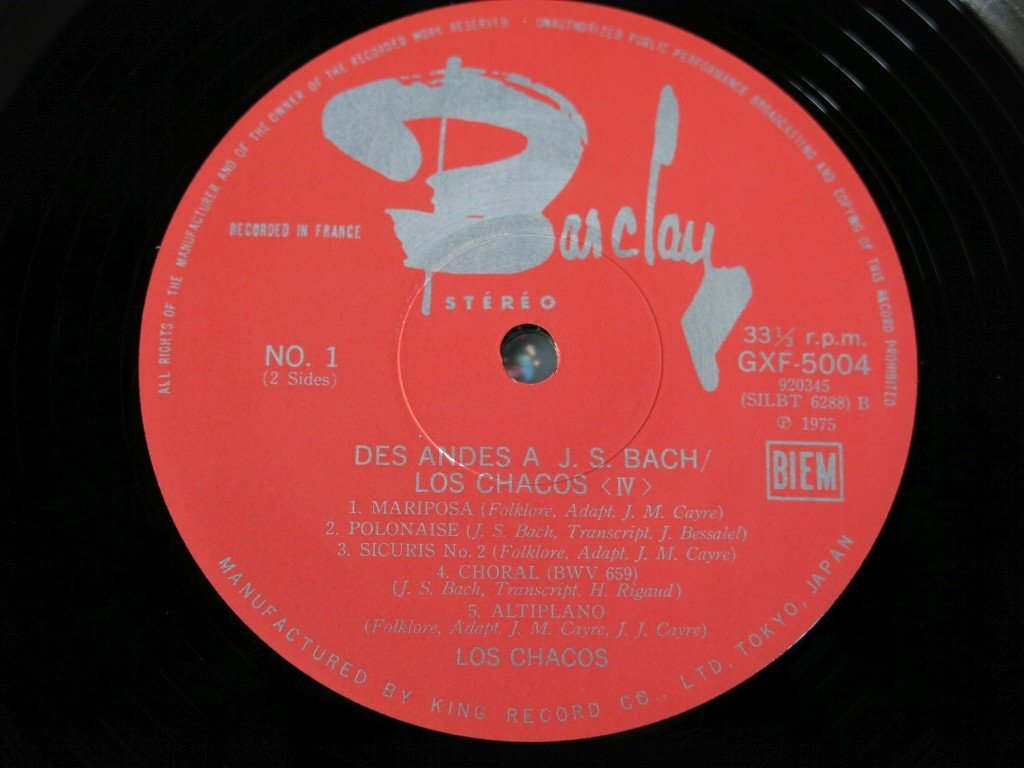 ALL RIGHTS OF THE MANUFACTURER AND OF THE OWNER OF THE RECORDED WORK RESERVED · UNAUTHORIZED PUBLIC PERFORMANCE BROADCASTING AND COPYING OF THIS RECORD PROHIBITED
Barclay
RECORDED IN FRANCE
STÉRÉO
NO. 1
(2 Sides)
33⅓ r.p.m.
GXF-5004
920345
(SILBT 6288) B
℗ 1975
BIEM
DES ANDES A J. S. BACH/
LOS CHACOS <IV>
1. MARIPOSA (Folklore, Adapt. J. M. Cayre)
2. POLONAISE (J. S. Bach, Transcript. J. Bessalel)
3. SICURIS No. 2 (Folklore, Adapt. J. M. Cayre)
4. CHORAL (BWV 659)
(J. S. Bach, Transcript. H. Rigaud)
5. ALTIPLANO
(Folklore, Adapt. J. M. Cayre, J. J. Cayre)
LOS CHACOS
MANUFACTURED BY KING RECORD CO., LTD, TOKYO, JAPAN